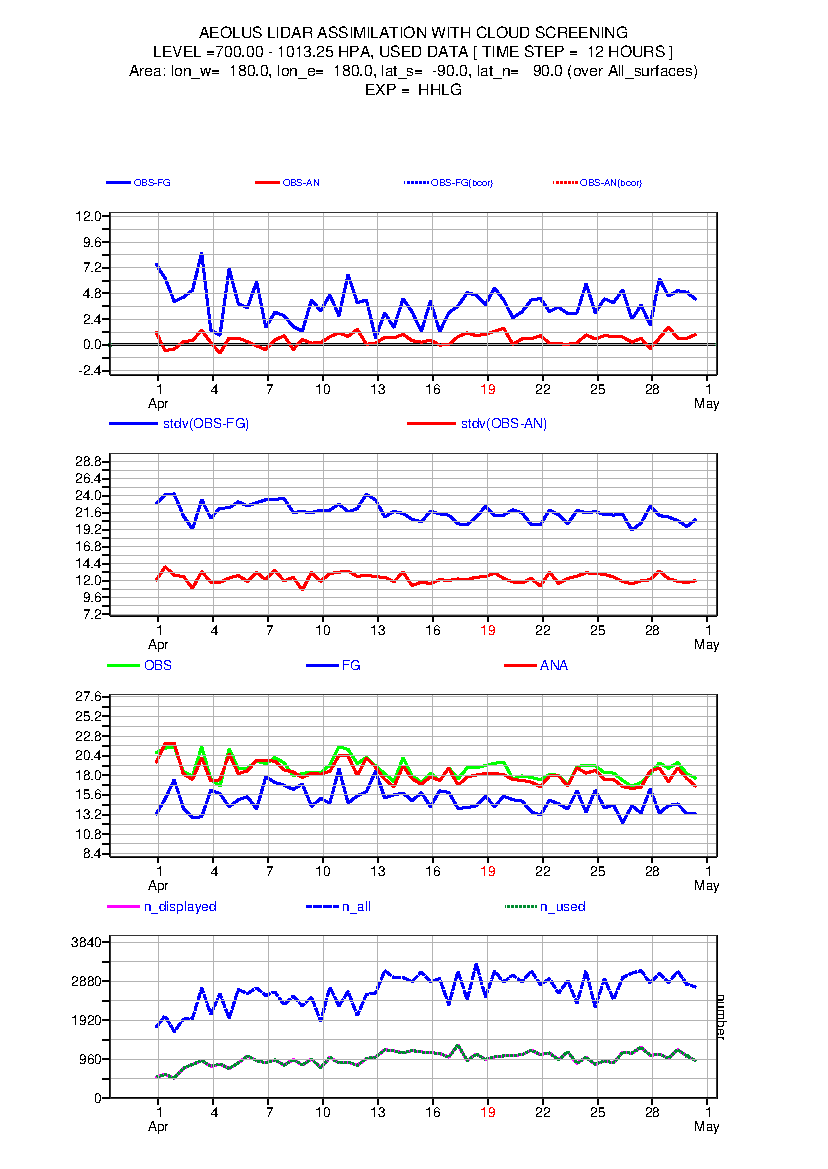 AEOLUS LIDAR ASSIMILATION WITH CLOUD SCREENING
LEVEL =700.00 - 1013.25 HPA, USED DATA [ TIME STEP = 12 HOURS ]
Area: lon_w= 180.0, lon_e= 180.0, lat_s= -90.0, lat_n= 90.0 (over All_surfaces)
EXP = HHLG
OBS-FG OBS-AN OBS-FG(bcor) OBS-AN(bcor)
12.0
9.6
7.2
4.8
2.4
0.0
-2.4
1 4 7 10 13 16 19 22 25 28 1
Apr May
stdv(OBS-FG) stdv(OBS-AN)
28.8
26.4
24.0
21.6
19.2
16.8
14.4
12.0
9.6
7.2
1 4 7 10 13 16 19 22 25 28 1
Apr May
OBS FG ANA
27.6
25.2
22.8
20.4
18.0
15.6
13.2
10.8
8.4
1 4 7 10 13 16 19 22 25 28 1
Apr May
n_displayed n_all n_used
3840
2880
1920
960
0
number
1 4 7 10 13 16 19 22 25 28 1
Apr May